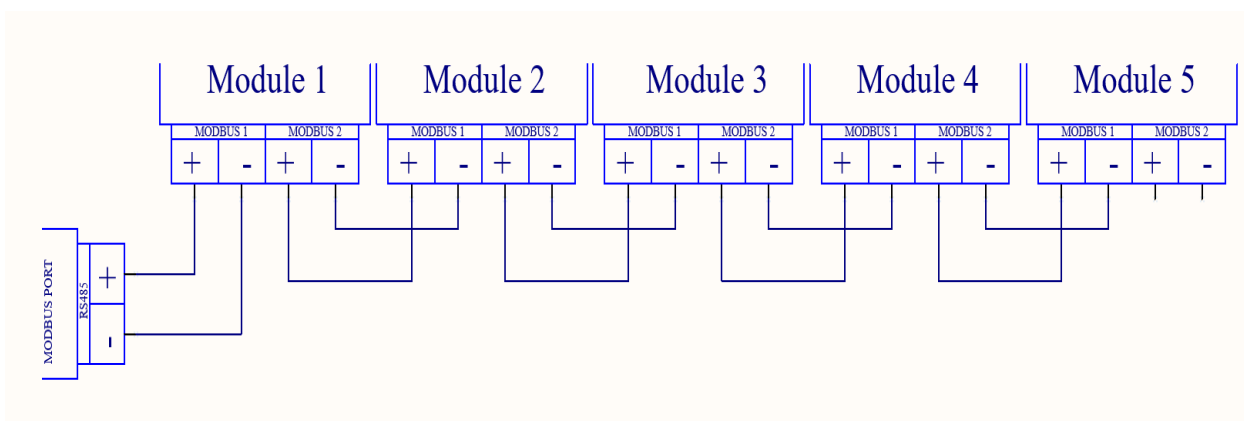 Module 1 Module 2 Module 3 Module 4 Module 5
MODBUS 1 MODBUS 2 MODBUS 1 MODBUS 2 MODBUS 1 MODBUS 2 MODBUS 1 MODBUS 2 MODBUS 1 MODBUS 2
+ - + - + - + - + - + - + - + - + - + -
MODBUS PORT
RS485
+
-